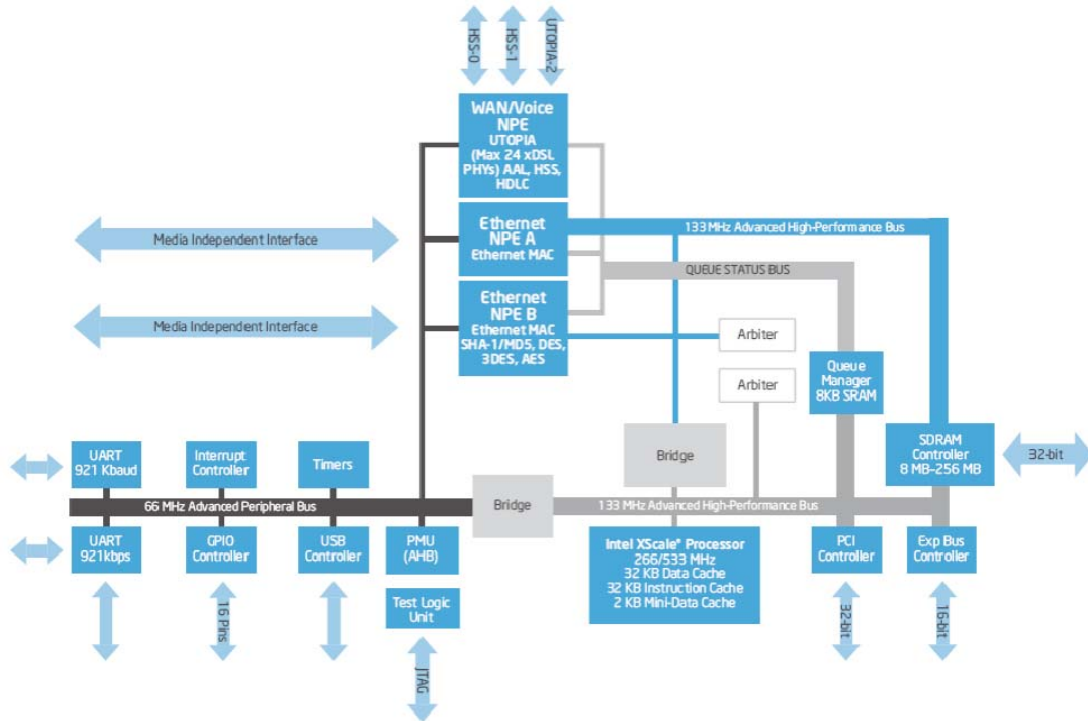 HSS-0
HSS-1
UTOPIA-2
WAN/Voice
NPE
UTOPIA
(Max 24 xDSL
PHYs) AAL, HSS,
HDLC
Media Independent Interface
Ethernet
NPE A
Ethernet MAC
133 MHz Advanced High-Performance Bus
QUEUE STATUS BUS
Media Independent Interface
Ethernet
NPE B
Ethernet MAC
SHA-1/MD5, DES,
3DES, AES
Arbiter
Arbiter
Queue
Manager
8KB SRAM
UART
921 Kbaud
Interrupt
Controller
Timers
Bridge
SDRAM
Controller
8 MB-256 MB
32-bit
66 MHz Advanced Peripheral Bus
Bridge
133 MHz Advanced High-Performance Bus
UART
921kbps
GPIO
Controller
USB
Controller
PMU
(AHB)
Intel XScale® Processor
266/533 MHz
32 KB Data Cache
32 KB Instruction Cache
2 KB Mini-Data Cache
PCI
Controller
Exp Bus
Controller
Test Logic
Unit
16 Pins
JTAG
32-bit
16-bit